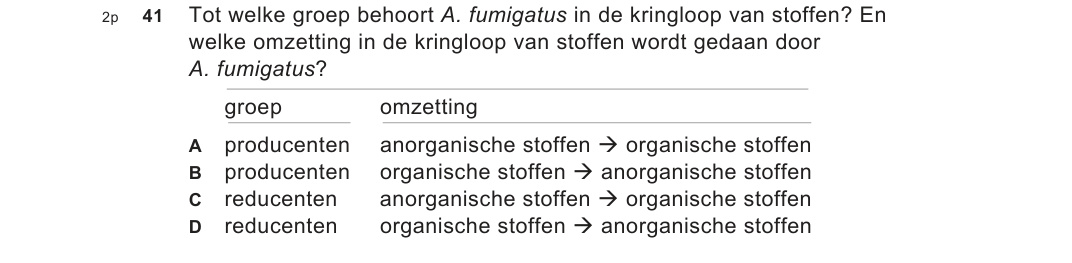 2p 41 Tot welke groep behoort A. fumigatus in de kringloop van stoffen? En
welke omzetting in de kringloop van stoffen wordt gedaan door
A. fumigatus?
groep omzetting
A producenten anorganische stoffen → organische stoffen
B producenten organische stoffen → anorganische stoffen
C reducenten anorganische stoffen → organische stoffen
D reducenten organische stoffen → anorganische stoffen